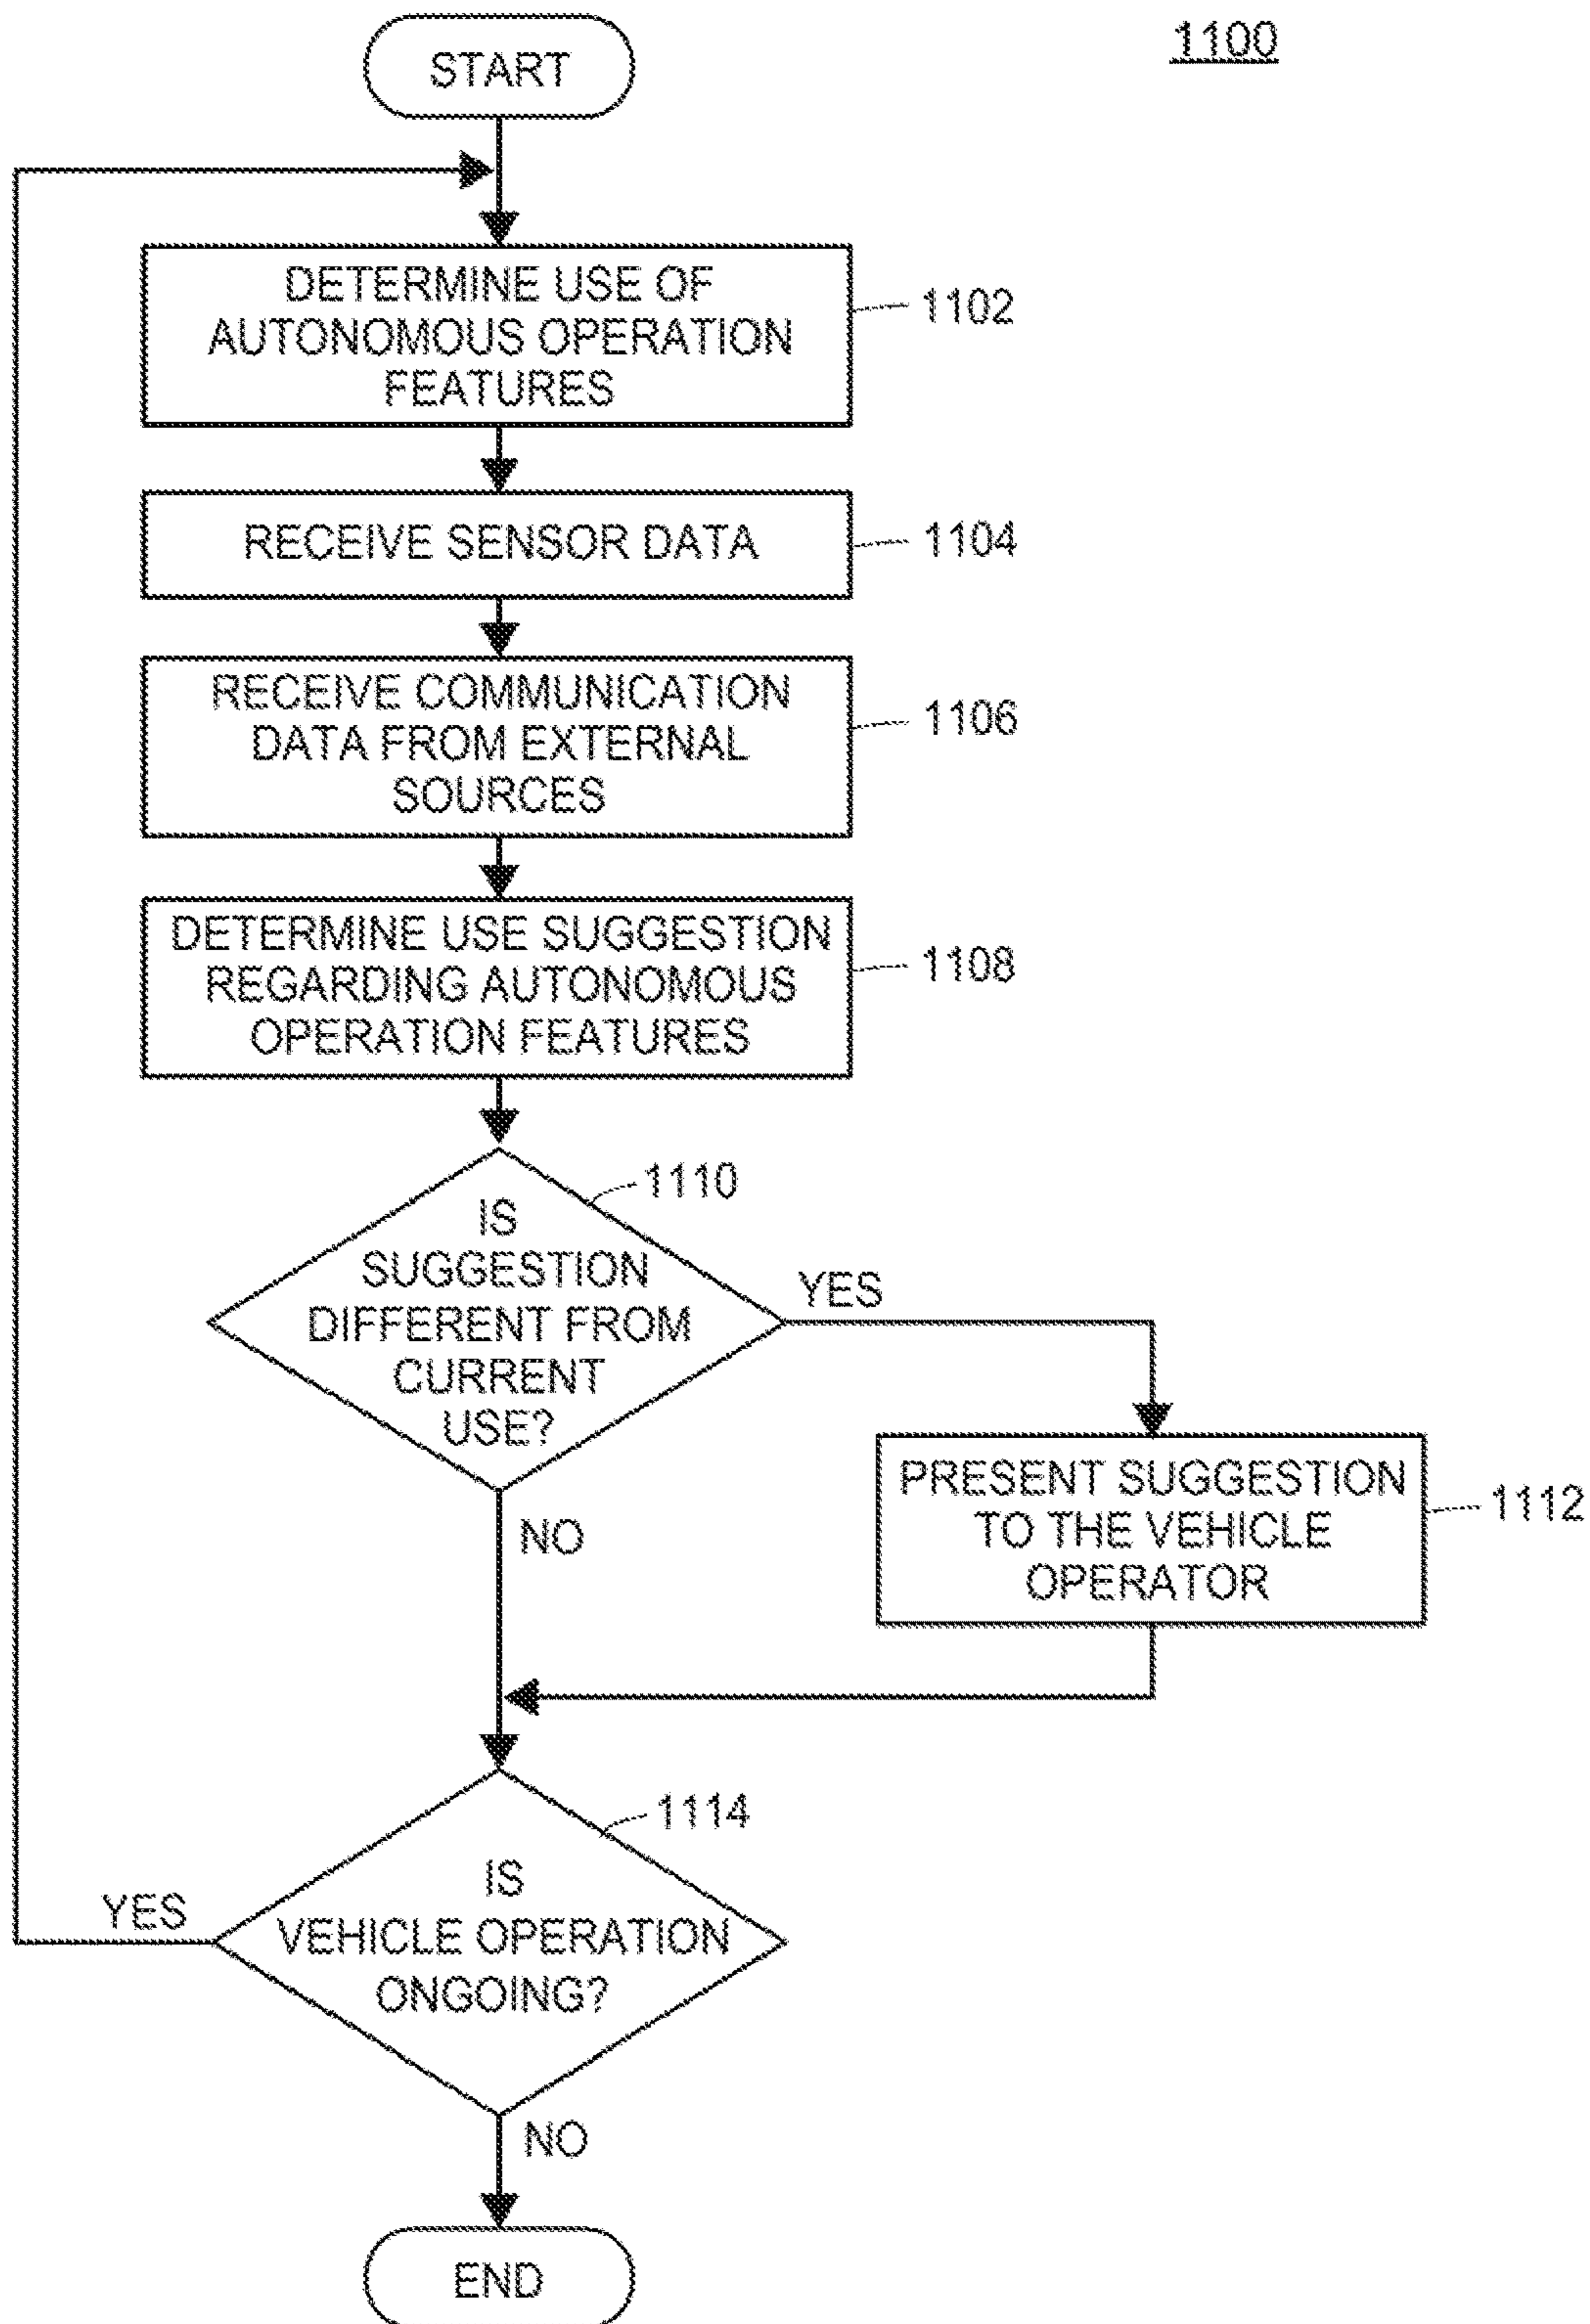 1100
START
DETERMINE USE OF
AUTONOMOUS OPERATION
FEATURES
1102
RECEIVE SENSOR DATA
1104
RECEIVE COMMUNICATION
DATA FROM EXTERNAL
SOURCES
1106
DETERMINE USE SUGGESTION
REGARDING AUTONOMOUS
OPERATION FEATURES
1108
1110
IS
SUGGESTION
DIFFERENT FROM
CURRENT
USE?
YES
NO
PRESENT SUGGESTION
TO THE VEHICLE
OPERATOR
1112
1114
IS
VEHICLE OPERATION
ONGOING?
YES
NO
END